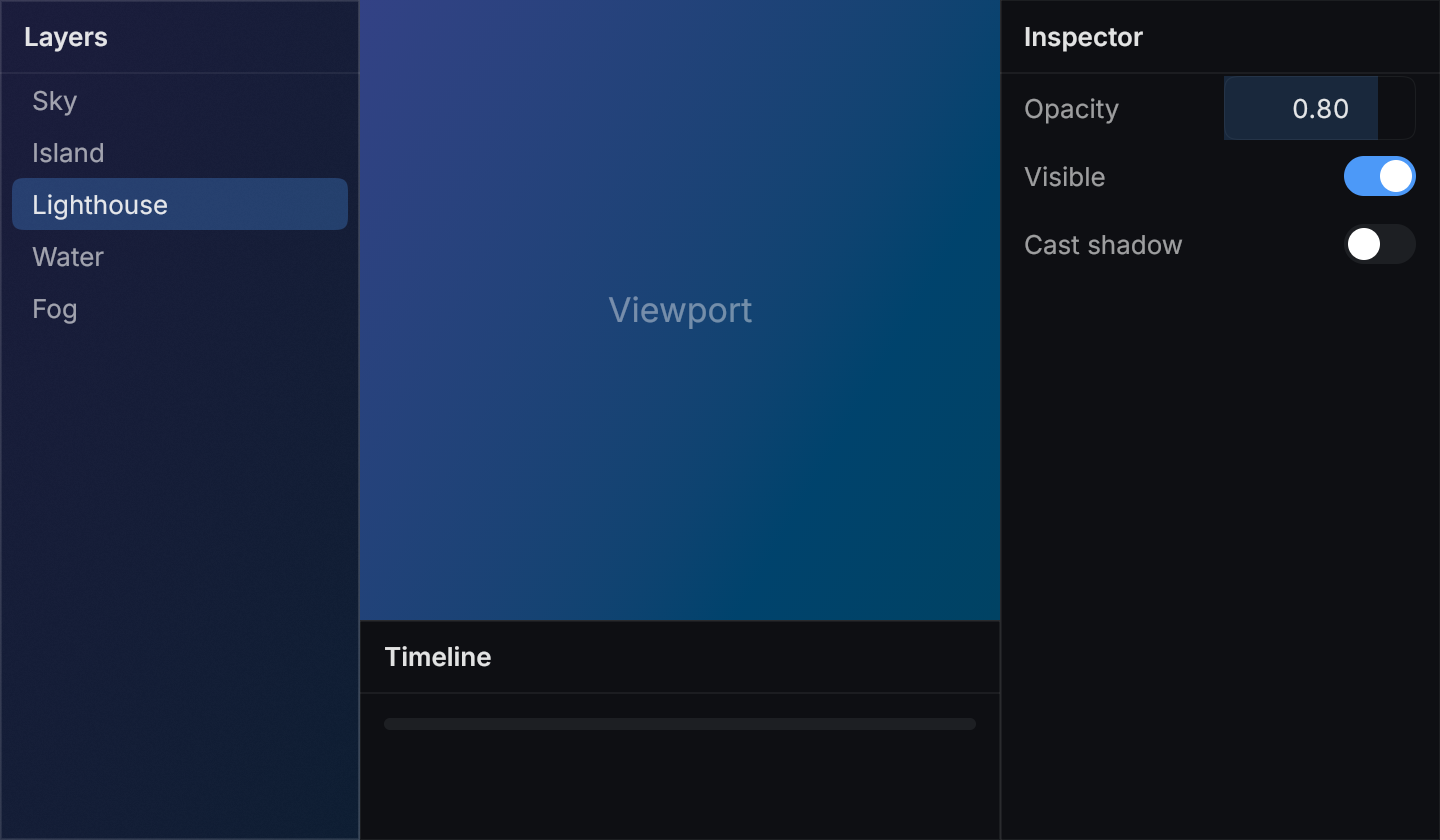 Layers
Sky
Island
Lighthouse
Water
Fog
Viewport
Timeline
Inspector
Opacity 0.80
Visible
Cast shadow